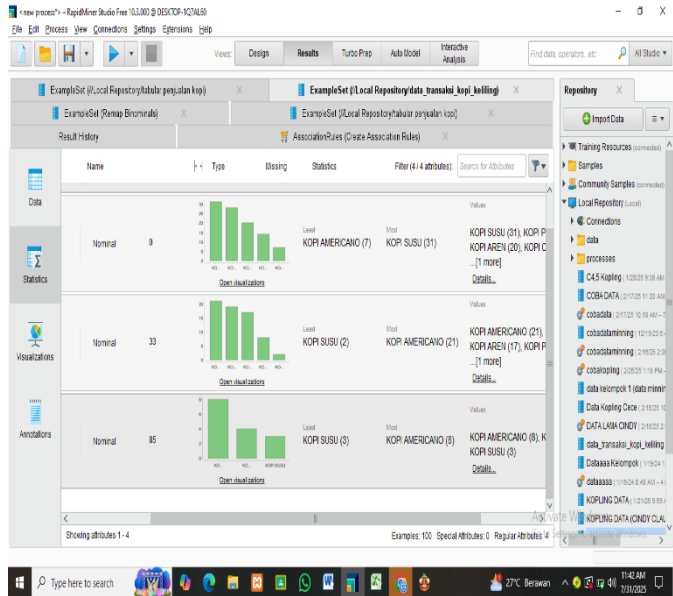 <new process*> – RapidMiner Studio Free 10.3.000 @ DESKTOP-1Q7AL60
File Edit Process View Connections Settings Extensions Help
Views: Design Results Turbo Prep Auto Model Interactive Analysis
Find data, operators...etc All Studio
ExampleSet (//Local Repository/tabular penjualan kopi)
ExampleSet (//Local Repository/data_transaksi_kopi_keliling)
ExampleSet (Remap Binominals)
ExampleSet (//Local Repository/tabular penjualan kopi)
Result History
AssociationRules (Create Association Rules)
Data
Statistics
Visualizations
Annotations
Name Type Missing Statistics Filter (4 / 4 attributes): Search for Attributes
Nominal 0
Open visualizations
Least
KOPI AMERICANO (7)
Most
KOPI SUSU (31)
Values
KOPI SUSU (31), KOPI P
KOPI AREN (20), KOPI C
...[1 more]
Details...
Nominal 33
Open visualizations
Least
KOPI SUSU (2)
Most
KOPI AMERICANO (21)
KOPI AMERICANO (21),
KOPI AREN (17), KOPI P
...[1 more]
Details...
Nominal 85
KOPI SUSU
Open visualizations
Least
KOPI SUSU (3)
Most
KOPI AMERICANO (8)
Values
KOPI AMERICANO (8), K
KOPI SUSU (3)
Details...
Showing attributes 1 - 4
Examples: 100 Special Attributes: 0 Regular Attributes: 4
Repository
Import Data
Training Resources (connected)
Samples
Community Samples (connected)
Local Repository (Local)
Connections
data
processes
C4,5 Kopling
COBA DATA
cobadata
cobadataminning
cobadataminning
cobakopling
data kelompok 1 (data minnin
Data Kopling Cece
DATA LAMA CINDY
data_transaksi_kopi_keliling
Dataaaa Kelompok
dataaaaa
KOPLING DATA
KOPLING DATA (CINDY CLAU
Type here to search
27°C Berawan
11:42 AM
7/31/2025